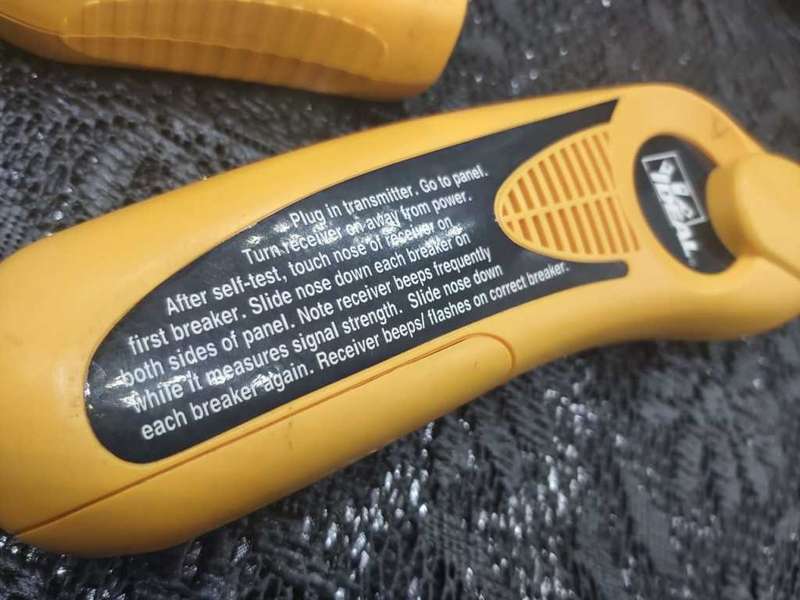 Plug in transmitter. Go to panel.
Turn receiver on away from power.
After self-test, touch nose of receiver on
first breaker. Slide nose down each breaker on
both sides of panel. Note receiver beeps frequently
while it measures signal strength. Slide nose down
each breaker again. Receiver beeps/ flashes on correct breaker.
IDEAL